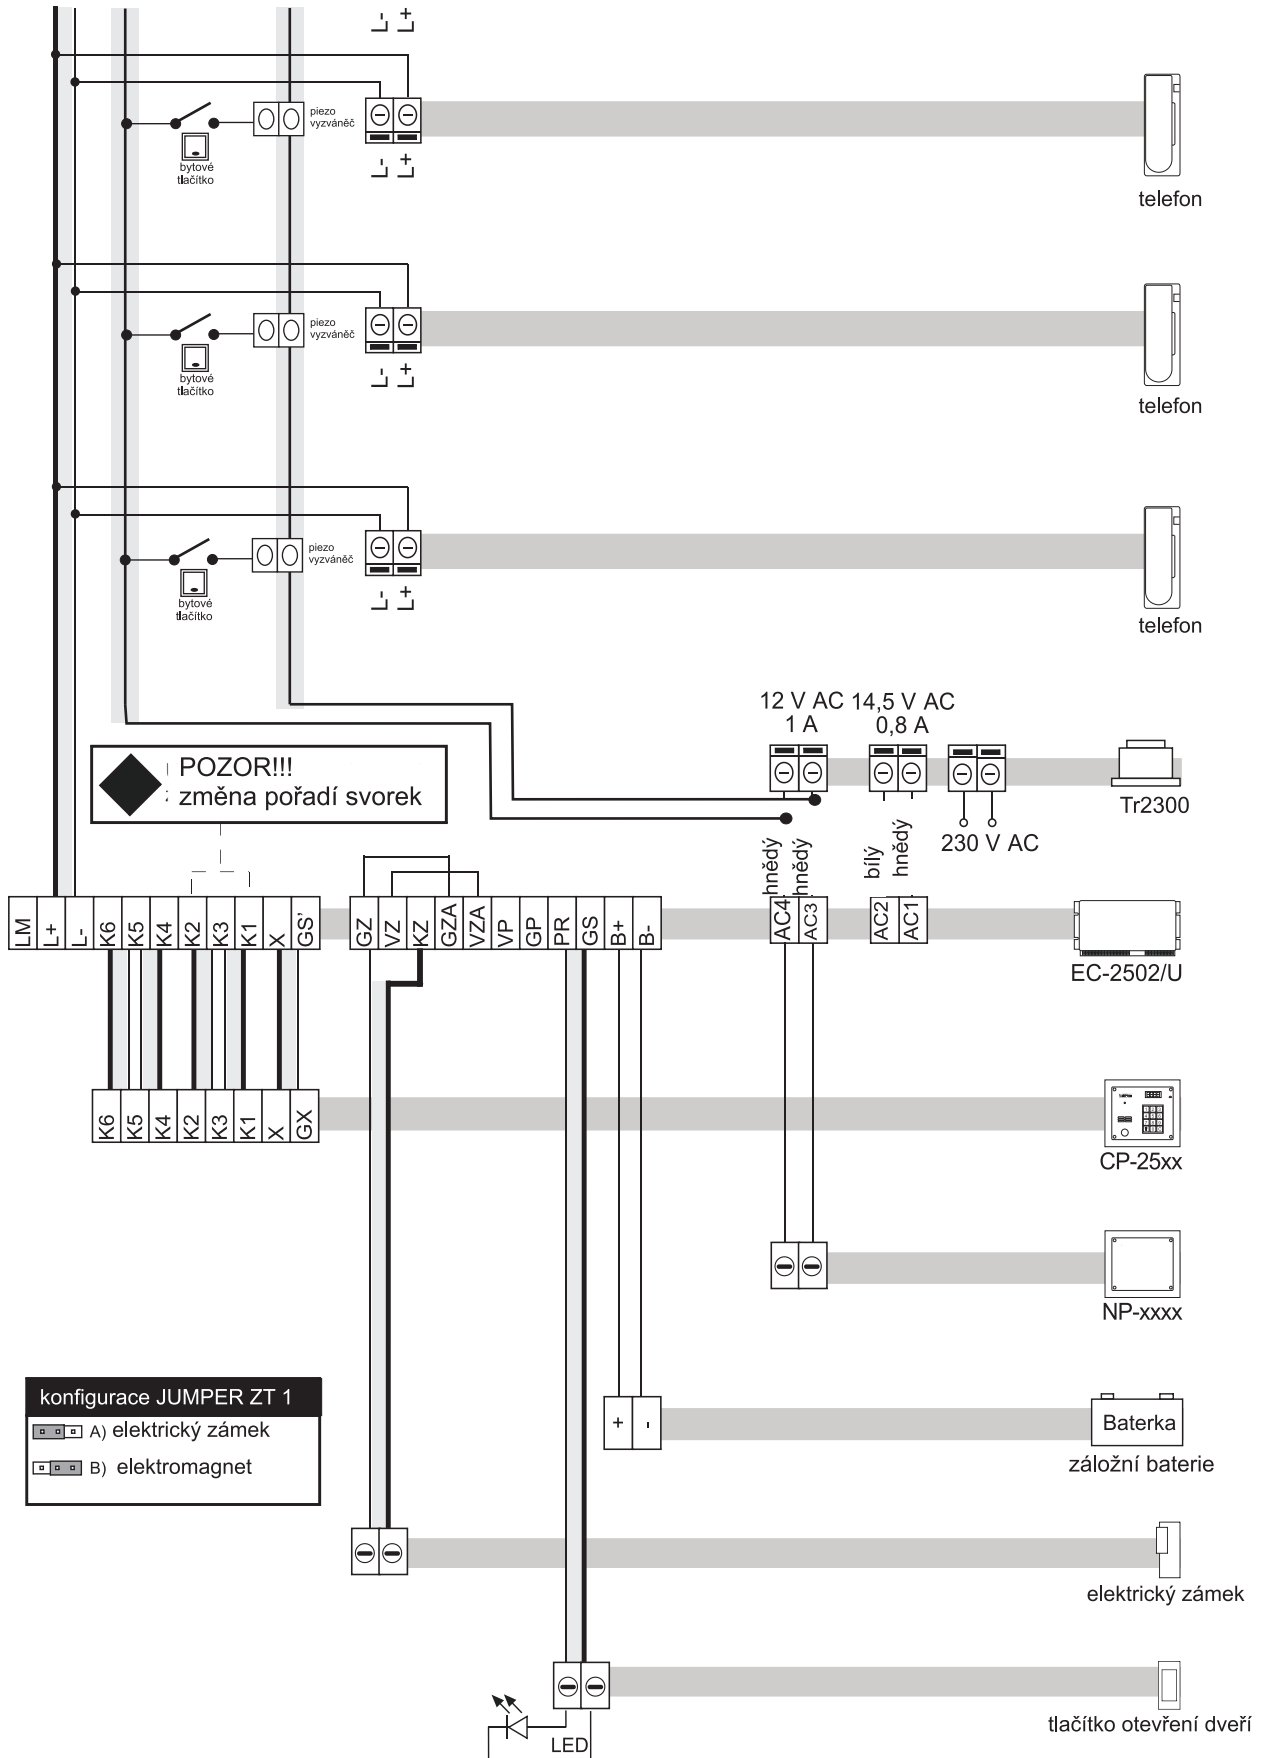 L- L+
piezo
vyzváněč
bytové
tlačítko
L- L+
telefon
piezo
vyzváněč
bytové
tlačítko
L- L+
telefon
piezo
vyzváněč
bytové
tlačítko
L- L+
telefon
12 V AC 14,5 V AC
1 A 0,8 A
POZOR!!!
změna pořadí svorek
Tr2300
230 V AC
hnědý hnědý bílý hnědý
LM L+ L- K6 K5 K4 K2 K3 K1 X GS' GZ VZ KZ GZA VZA VP GP PR GS B+ B- AC4 AC3 AC2 AC1
EC-2502/U
K6 K5 K4 K2 K3 K1 X GX
CP-25xx
NP-xxxx
konfigurace JUMPER ZT 1
A) elektrický zámek
B) elektromagnet
+ -
Baterka
záložní baterie
elektrický zámek
tlačítko otevření dveří
LED